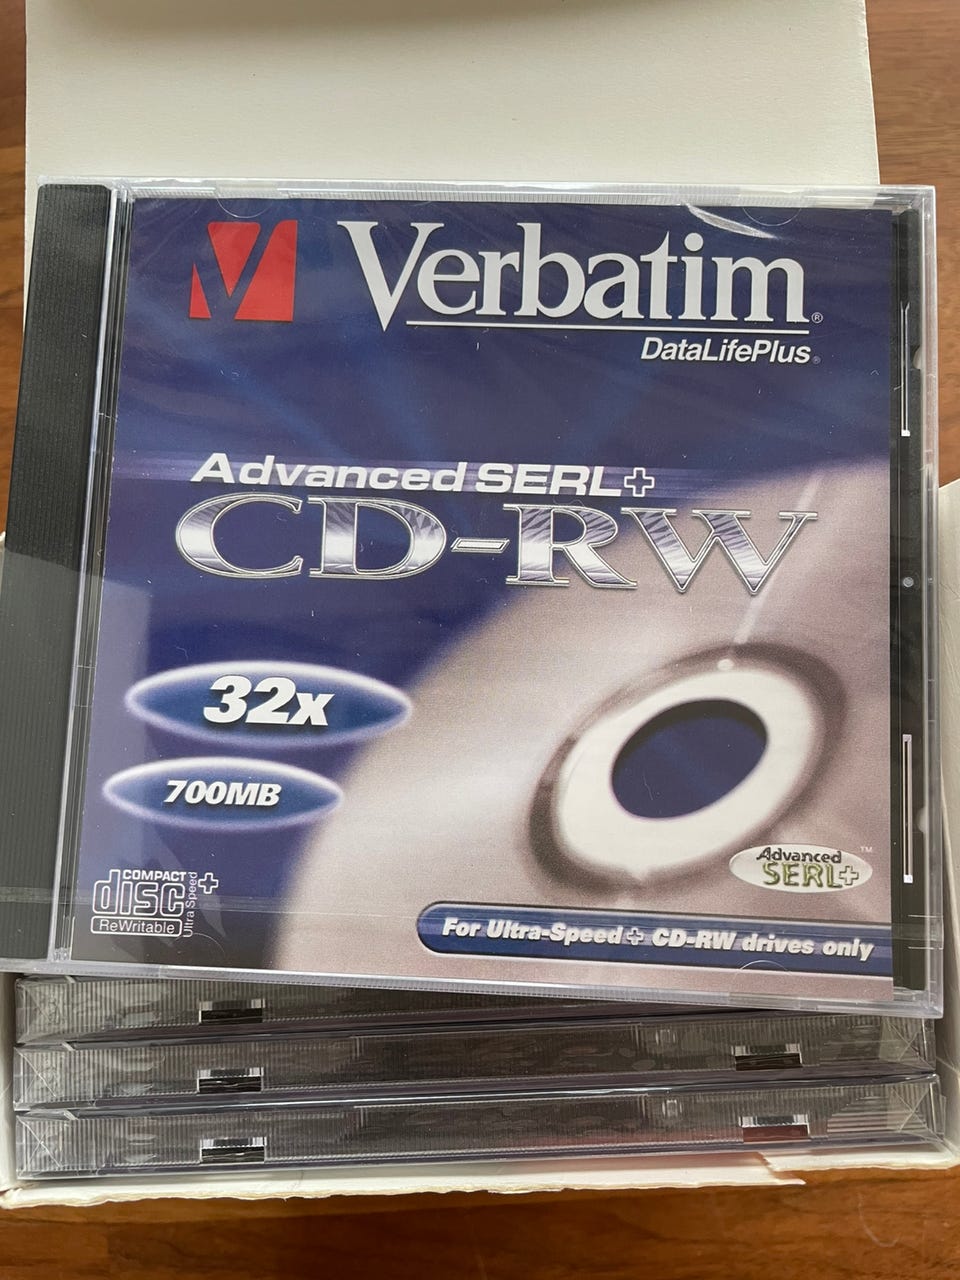 Verbatim®
DataLifePlus®
Advanced SERL+
CD-RW
32x
700MB
Advanced
SERL+™
COMPACT
disc
ReWritable
Ultra Speed+
For Ultra-Speed+ CD-RW drives only